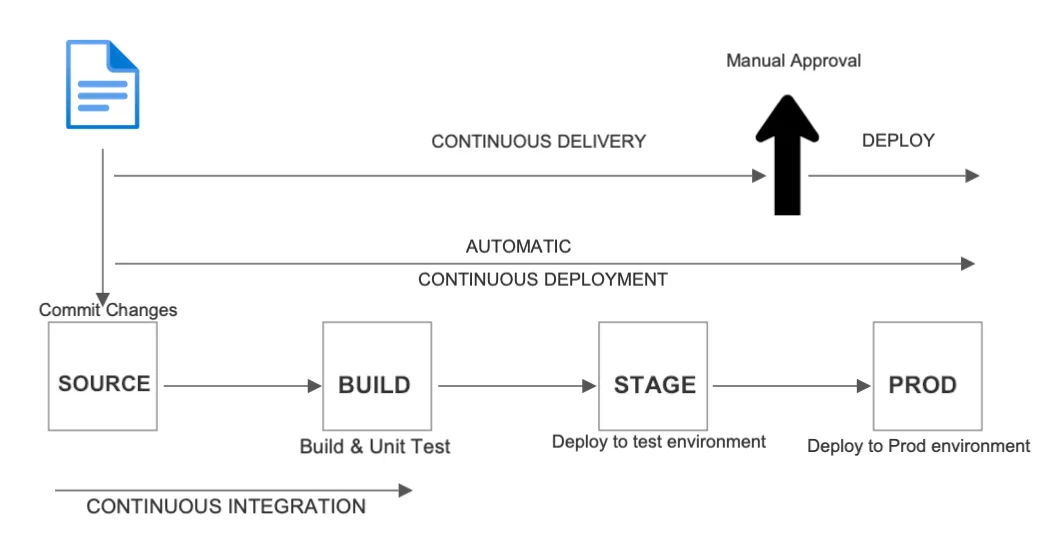 Manual Approval
CONTINUOUS DELIVERY
DEPLOY
AUTOMATIC
CONTINUOUS DEPLOYMENT
Commit Changes
SOURCE
BUILD
STAGE
PROD
Build & Unit Test
Deploy to test environment
Deploy to Prod environment
CONTINUOUS INTEGRATION